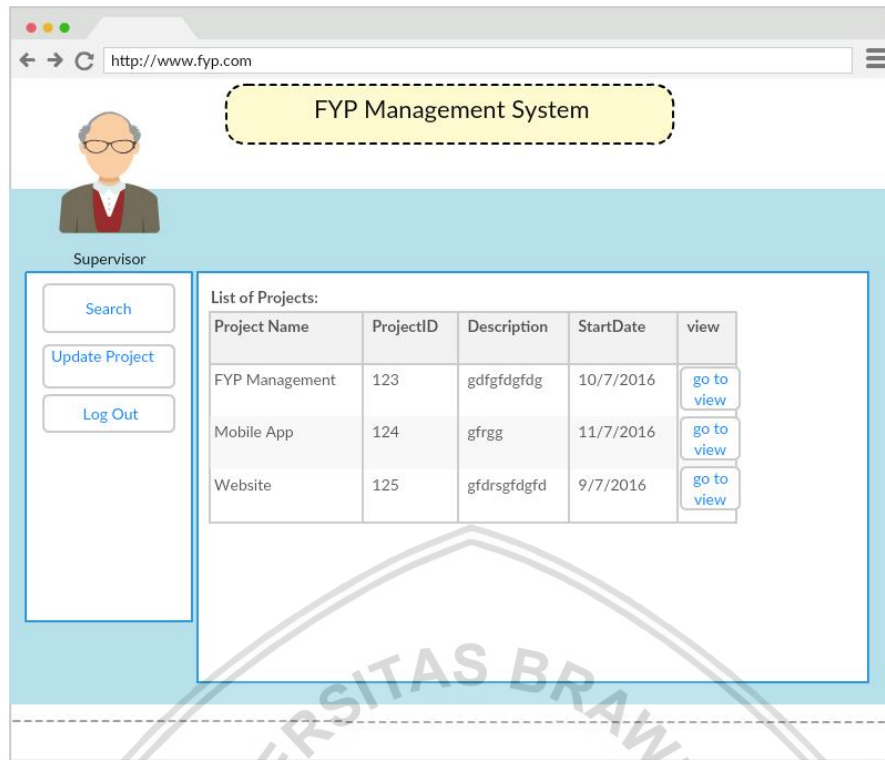 http://www.fyp.com
FYP Management System
Supervisor
Search
Update Project
Log Out
List of Projects:
Project Name ProjectID Description StartDate view
FYP Management 123 gdfgfdgfdg 10/7/2016 go to view
Mobile App 124 gfrgg 11/7/2016 go to view
Website 125 gfdrsgfdgfd 9/7/2016 go to view
ERSITAS BRAW